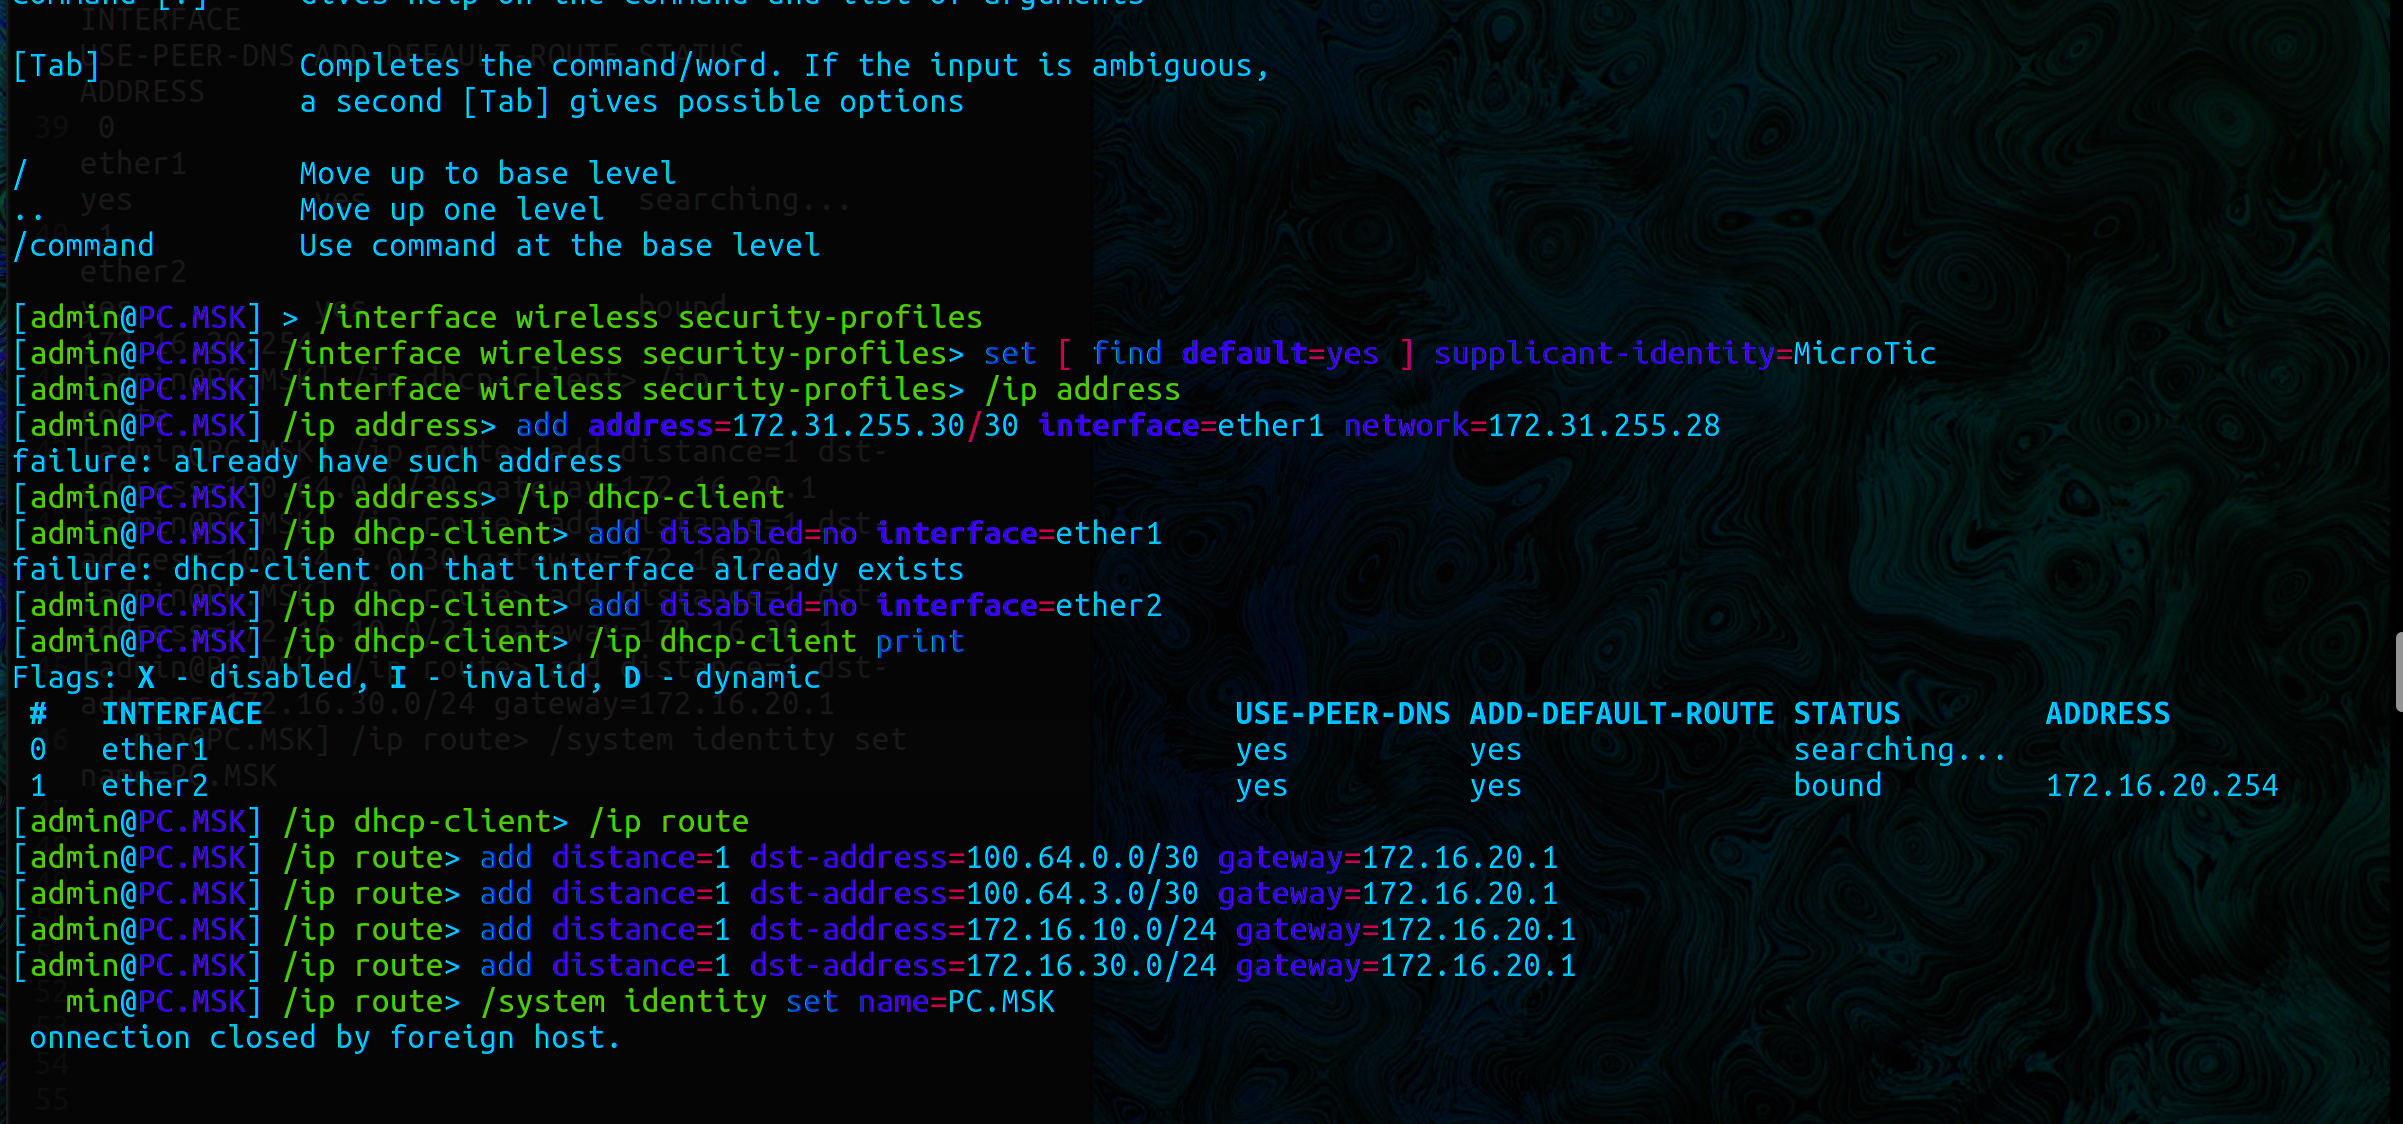 command [?] Gives help on the command and list of arguments
[Tab] Completes the command/word. If the input is ambiguous,
a second [Tab] gives possible options
/ Move up to base level
.. Move up one level
/command Use command at the base level
[admin@PC.MSK] > /interface wireless security-profiles
[admin@PC.MSK] /interface wireless security-profiles> set [ find default=yes ] supplicant-identity=MicroTic
[admin@PC.MSK] /interface wireless security-profiles> /ip address
[admin@PC.MSK] /ip address> add address=172.31.255.30/30 interface=ether1 network=172.31.255.28
failure: already have such address
[admin@PC.MSK] /ip address> /ip dhcp-client
[admin@PC.MSK] /ip dhcp-client> add disabled=no interface=ether1
failure: dhcp-client on that interface already exists
[admin@PC.MSK] /ip dhcp-client> add disabled=no interface=ether2
[admin@PC.MSK] /ip dhcp-client> /ip dhcp-client print
Flags: X - disabled, I - invalid, D - dynamic
# INTERFACE USE-PEER-DNS ADD-DEFAULT-ROUTE STATUS ADDRESS
0 ether1 yes yes searching...
1 ether2 yes yes bound 172.16.20.254
[admin@PC.MSK] /ip dhcp-client> /ip route
[admin@PC.MSK] /ip route> add distance=1 dst-address=100.64.0.0/30 gateway=172.16.20.1
[admin@PC.MSK] /ip route> add distance=1 dst-address=100.64.3.0/30 gateway=172.16.20.1
[admin@PC.MSK] /ip route> add distance=1 dst-address=172.16.10.0/24 gateway=172.16.20.1
[admin@PC.MSK] /ip route> add distance=1 dst-address=172.16.30.0/24 gateway=172.16.20.1
min@PC.MSK] /ip route> /system identity set name=PC.MSK
onnection closed by foreign host.